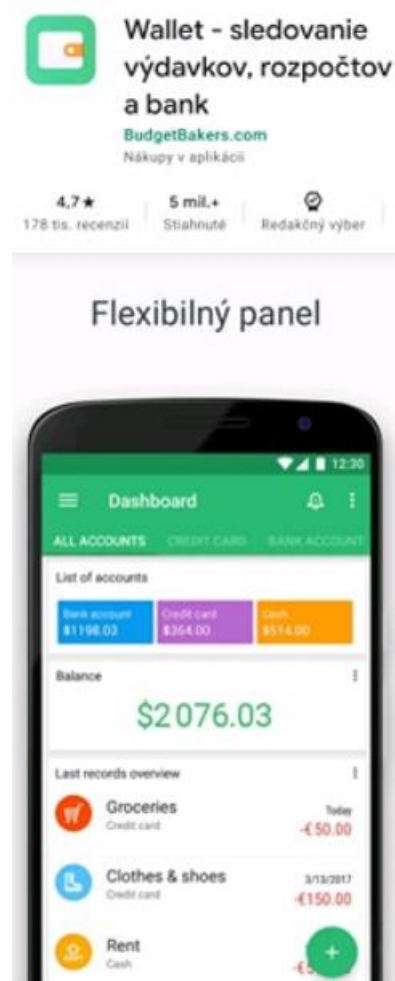 Wallet - sledovanie
výdavkov, rozpočtov
a bank
BudgetBakers.com
Nákupy v aplikácii
4,7★
178 tis. recenzií
5 mil.+
Stiahnuté
Redakčný výber
Flexibilný panel
12:30
Dashboard
ALL ACCOUNTS CREDIT CARD BANK ACCOUNT
List of accounts
Bank account
$1198.03
Credit card
$364.00
Cash
$514.00
Balance
$2076.03
Last records overview
Groceries
Today
Credit card
-€50.00
Clothes & shoes
3/13/2017
Credit card
-€150.00
Rent
Cash
+